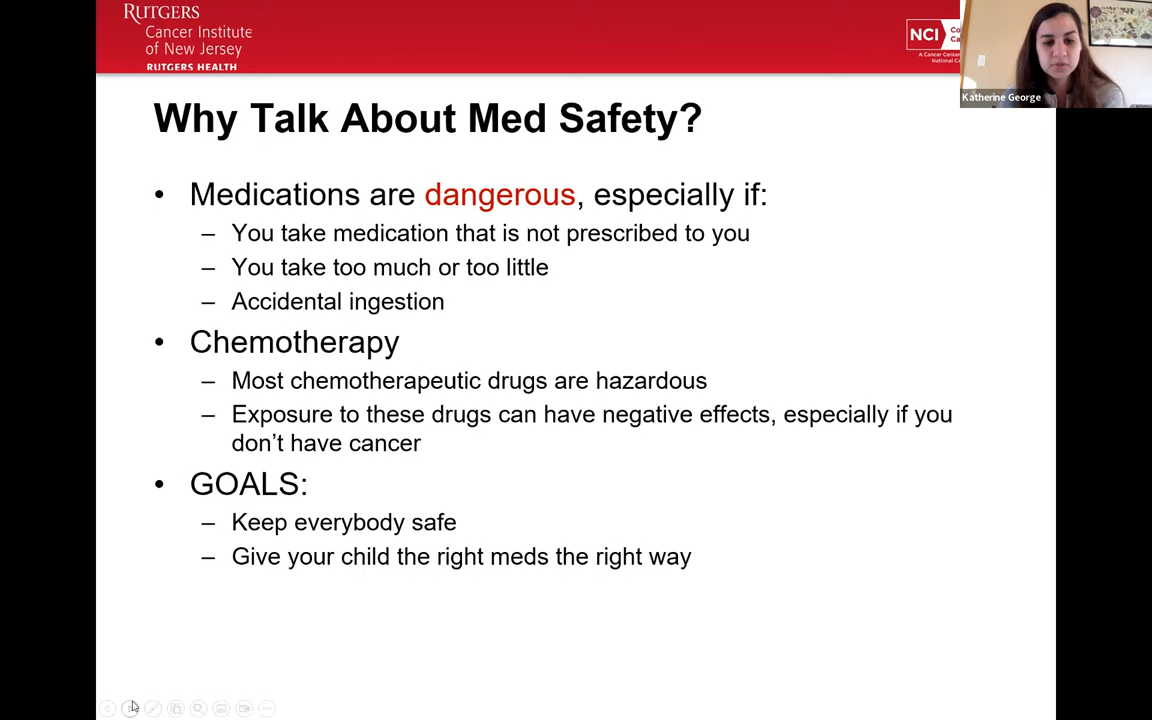 RUTGERS
Cancer Institute
of New Jersey
RUTGERS HEALTH
NCI
A Cancer
National
Katherine George
Why Talk About Med Safety?
• Medications are dangerous, especially if:
– You take medication that is not prescribed to you
– You take too much or too little
– Accidental ingestion
• Chemotherapy
– Most chemotherapeutic drugs are hazardous
– Exposure to these drugs can have negative effects, especially if you
don’t have cancer
• GOALS:
– Keep everybody safe
– Give your child the right meds the right way